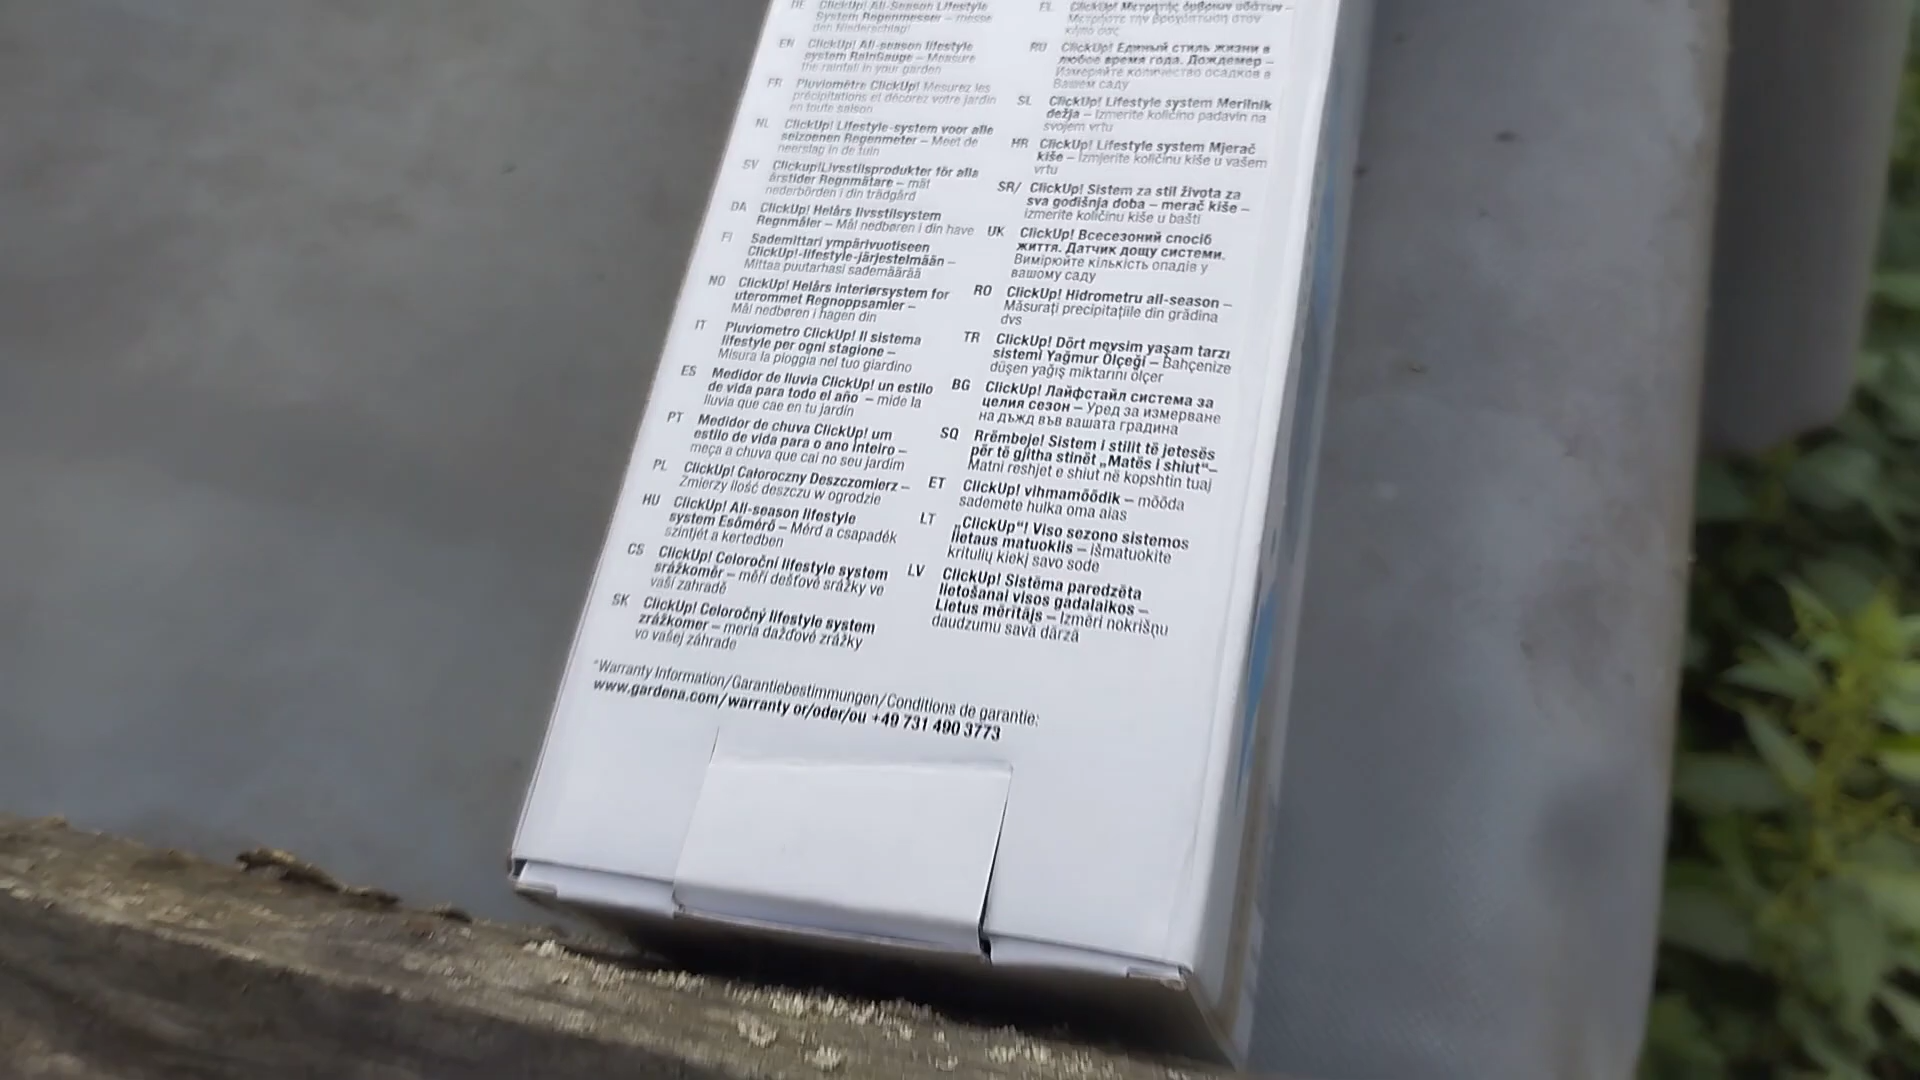 DE ClickUp! All-Season Lifestyle
System Regenmesser – messe
den Niederschlag!
EN ClickUp! All-season lifestyle
system RainGauge – Measure
the rainfall in your garden
FR Pluviomètre ClickUp! Mesurez les
précipitations et décorez votre jardin
en toute saison
NL ClickUp! Lifestyle-system voor alle
seizoenen Regenmeter – Meet de
neerslag in de tuin
SV Clickup!Livsstilsprodukter för alla
årstider Regnmätare – mät
nederbörden i din trädgård
DA ClickUp! Helårs livsstilsystem
Regnmåler – Mål nedbøren i din have
FI Sademittari ympärivuotiseen
ClickUp!-lifestyle-järjestelmään –
Mittaa puutarhasi sademäärää
NO ClickUp! Helårs interiørsystem for
uterommet Regnoppsamler –
Mål nedbøren i hagen din
IT Pluviometro ClickUp! Il sistema
lifestyle per ogni stagione –
Misura la pioggia nel tuo giardino
ES Medidor de lluvia ClickUp! un estilo
de vida para todo el año – mide la
lluvia que cae en tu jardín
PT Medidor de chuva ClickUp! um
estilo de vida para o ano inteiro –
meça a chuva que cai no seu jardim
PL ClickUp! Całoroczny Deszczomierz –
Zmierzy ilość deszczu w ogrodzie
HU ClickUp! All-season lifestyle
system Esőmérő – Mérd a csapadék
szintjét a kertedben
CS ClickUp! Celoroční lifestyle system
srážkoměr – měří dešťové srážky ve
vaší zahradě
SK ClickUp! Celoročný lifestyle system
zrážkomer – meria dažďové zrážky
vo vašej záhrade
EL ClickUp! Μετρητής όμβριων υδάτων –
Μετρήστε την βροχόπτωση στον
κήπο σας
RU ClickUp! Единый стиль жизни в
любое время года. Дождемер –
Измеряйте количество осадков в
Вашем саду
SL ClickUp! Lifestyle system Merilnik
dežja – Izmerite količino padavin na
svojem vrtu
HR ClickUp! Lifestyle system Mjerač
kiše – Izmjerite količinu kiše u vašem
vrtu
SR/ ClickUp! Sistem za stil života za
sva godišnja doba – merač kiše –
izmerite količinu kiše u bašti
UK ClickUp! Всесезоний спосіб
життя. Датчик дощу системи.
Вимірюйте кількість опадів у
вашому саду
RO ClickUp! Hidrometru all-season –
Măsurați precipitațiile din grădina
dvs
TR ClickUp! Dört mevsim yaşam tarzı
sistemi Yağmur Ölçeği – Bahçenize
düşen yağış miktarını ölçer
BG ClickUp! Лайфстайл система за
целия сезон – Уред за измерване
на дъжд във вашата градина
SQ Rrëmbeje! Sistem i stilit të jetesës
për të gjitha stinët „Matës i shiut“–
Matni reshjet e shiut në kopshtin tuaj
ET ClickUp! vihmamõõdik – mõõda
sademete hulka oma aias
LT „ClickUp“! Viso sezono sistemos
lietaus matuoklis – išmatuokite
kritulių kiekį savo sode
LV ClickUp! Sistēma paredzēta
lietošanai visos gadalaikos –
Lietus mērītājs – Izmēri nokrišņu
daudzumu savā dārzā
*Warranty Information/Garantiebestimmungen/Conditions de garantie:
www.gardena.com/warranty or/oder/ou +49 731 490 3773